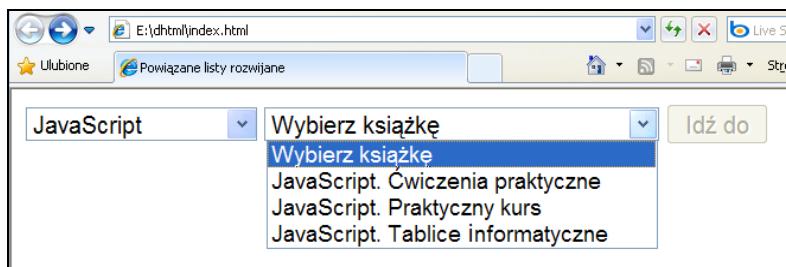 E:\dhtml\index.html
Live S
Ulubione
Powiązane listy rozwijane
Str
JavaScript
Wybierz książkę
Idź do
Wybierz książkę
JavaScript. Ćwiczenia praktyczne
JavaScript. Praktyczny kurs
JavaScript. Tablice informatyczne